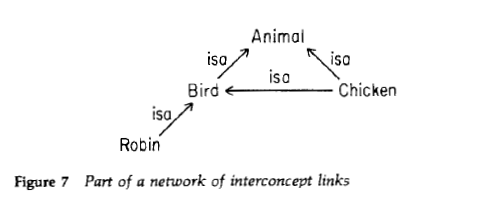 Animal
isa
isa
isa
Bird
Chicken
isa
Robin
Figure 7 Part of a network of interconcept links